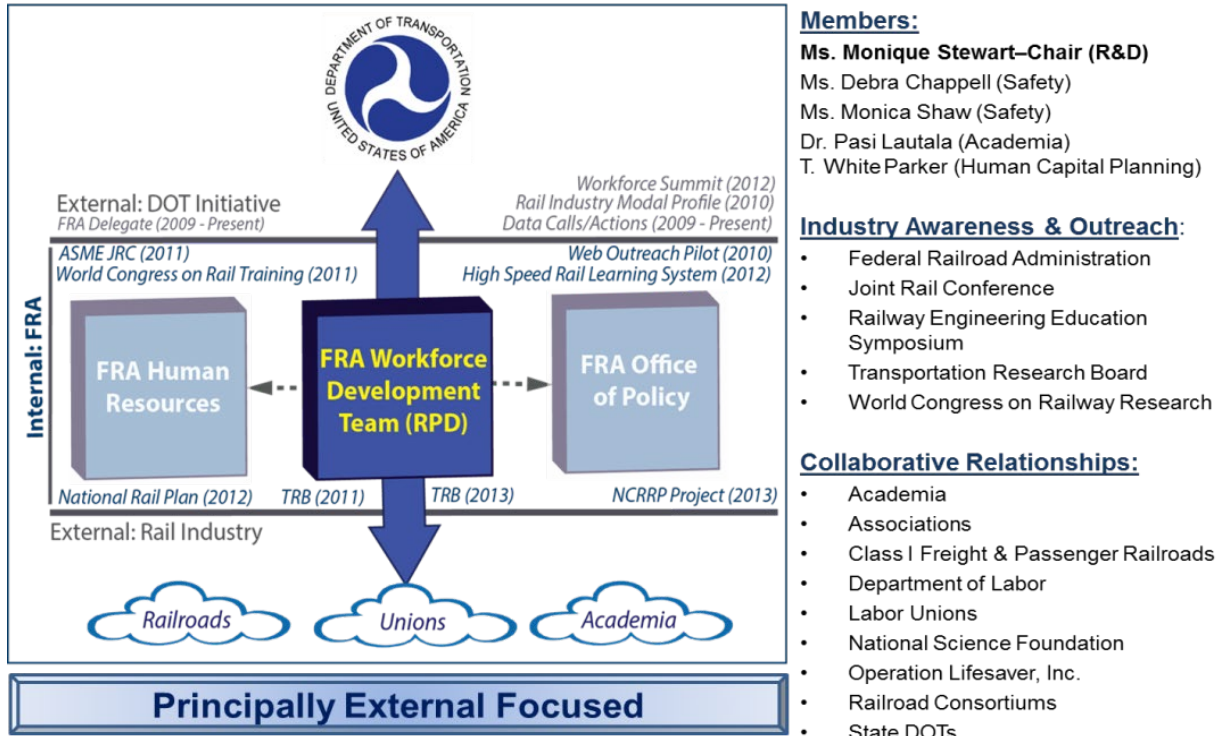 DEPARTMENT OF TRANSPORTATION
UNITED STATES OF AMERICA
External: DOT Initiative
FRA Delegate (2009 - Present)
Workforce Summit (2012)
Rail Industry Modal Profile (2010)
Data Calls/Actions (2009 - Present)
Internal: FRA
ASME JRC (2011)
World Congress on Rail Training (2011)
Web Outreach Pilot (2010)
High Speed Rail Learning System (2012)
FRA Human
Resources
FRA Workforce
Development
Team (RPD)
FRA Office
of Policy
National Rail Plan (2012)
TRB (2011)
TRB (2013)
NCRRP Project (2013)
External: Rail Industry
Railroads
Unions
Academia
Principally External Focused
Members:
Ms. Monique Stewart–Chair (R&D)
Ms. Debra Chappell (Safety)
Ms. Monica Shaw (Safety)
Dr. Pasi Lautala (Academia)
T. White Parker (Human Capital Planning)
Industry Awareness & Outreach:
• Federal Railroad Administration
• Joint Rail Conference
• Railway Engineering Education
Symposium
• Transportation Research Board
• World Congress on Railway Research
Collaborative Relationships:
• Academia
• Associations
• Class I Freight & Passenger Railroads
• Department of Labor
• Labor Unions
• National Science Foundation
• Operation Lifesaver, Inc.
• Railroad Consortiums
• State DOTs